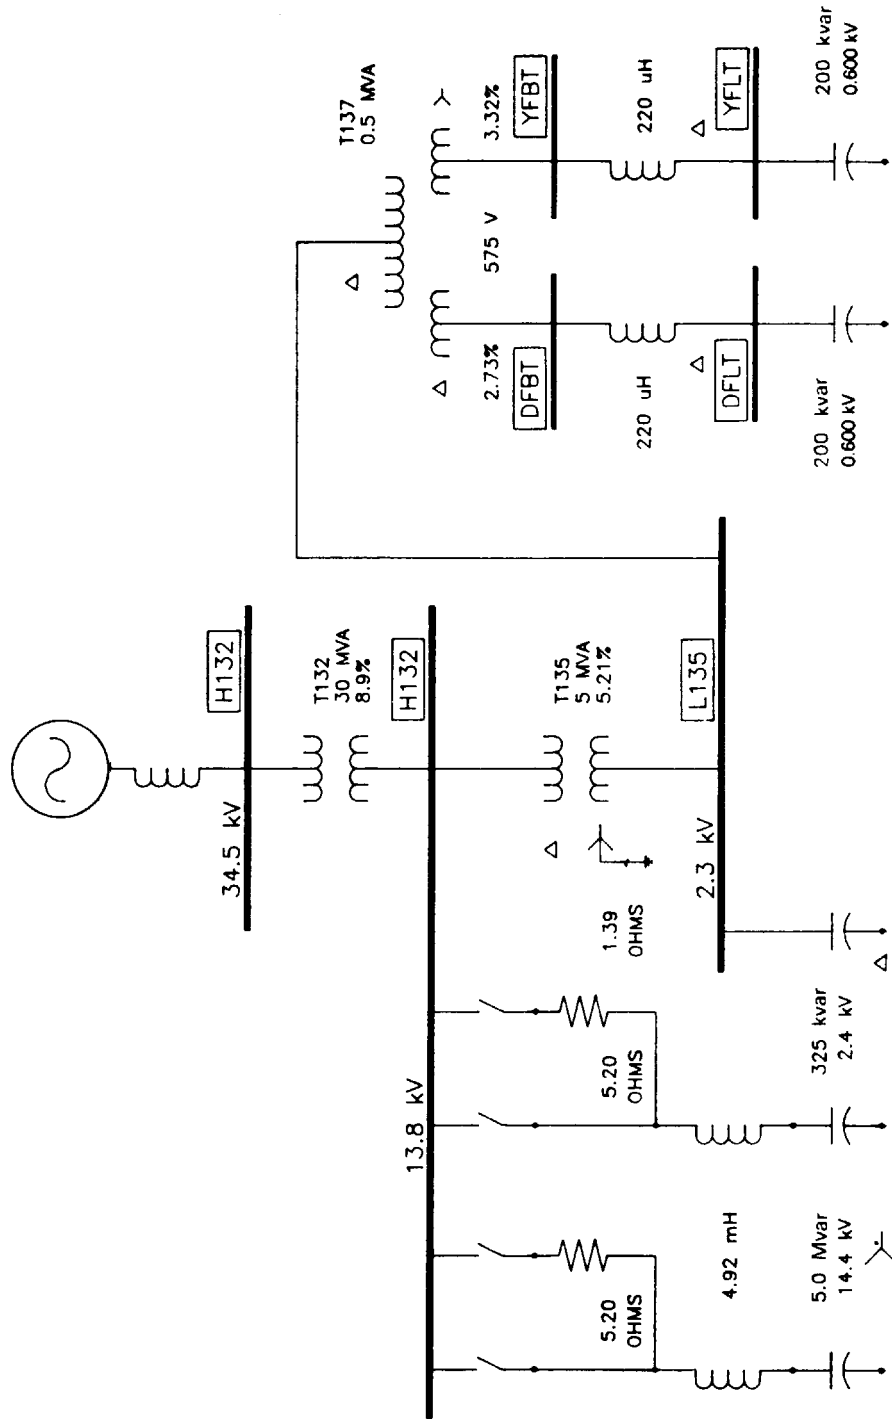 34.5 kV
H132
T132
30 MVA
8.9%
13.8 kV
H132
T135
5 MVA
5.21%
1.39
OHMS
2.3 kV
L135
5.20
OHMS
5.20
OHMS
4.92 mH
5.0 Mvar
14.4 kV
325 kvar
2.4 kV
T137
0.5 MVA
2.73%
575 V
3.32%
DFBT
YFBT
220 uH
220 uH
DFLT
YFLT
200 kvar
0.600 kV
200 kvar
0.600 kV